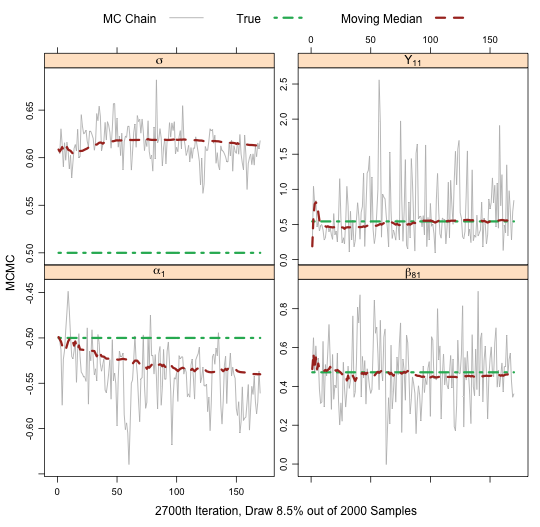 MC Chain True Moving Median
0 50 100 150
σ Υ11
0.50 0.55 0.60 0.65
0.0 0.5 1.0 1.5 2.0 2.5
MCMC
α1 β81
-0.60 -0.55 -0.50 -0.45
0.0 0.2 0.4 0.6 0.8
0 50 100 150
2700th Iteration, Draw 8.5% out of 2000 Samples